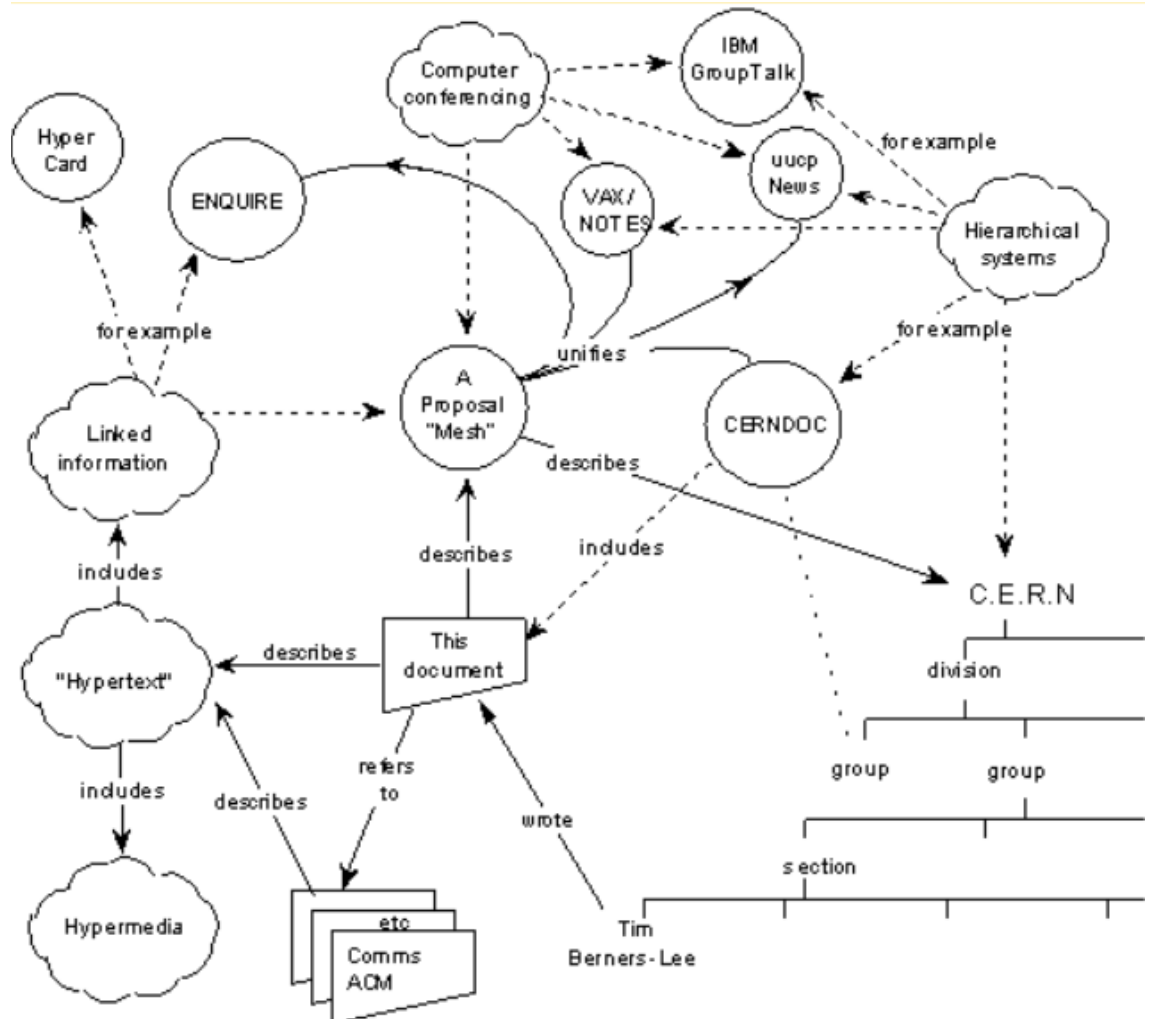 IBM
GroupTalk
Computer
conferencing
Hyper
Card
ENQUIRE
for example
uucp
News
VAX/
NOTES
Hierarchical
systems
for example
for example
unifies
A
Proposal
"Mesh"
CERNDOC
Linked
information
describes
describes
includes
includes
C.E.R.N
This
document
describes
"Hypertext"
division
refers
to
group
group
includes
describes
wrote
section
Hypermedia
etc
Comms
ACM
Tim
Berners-Lee